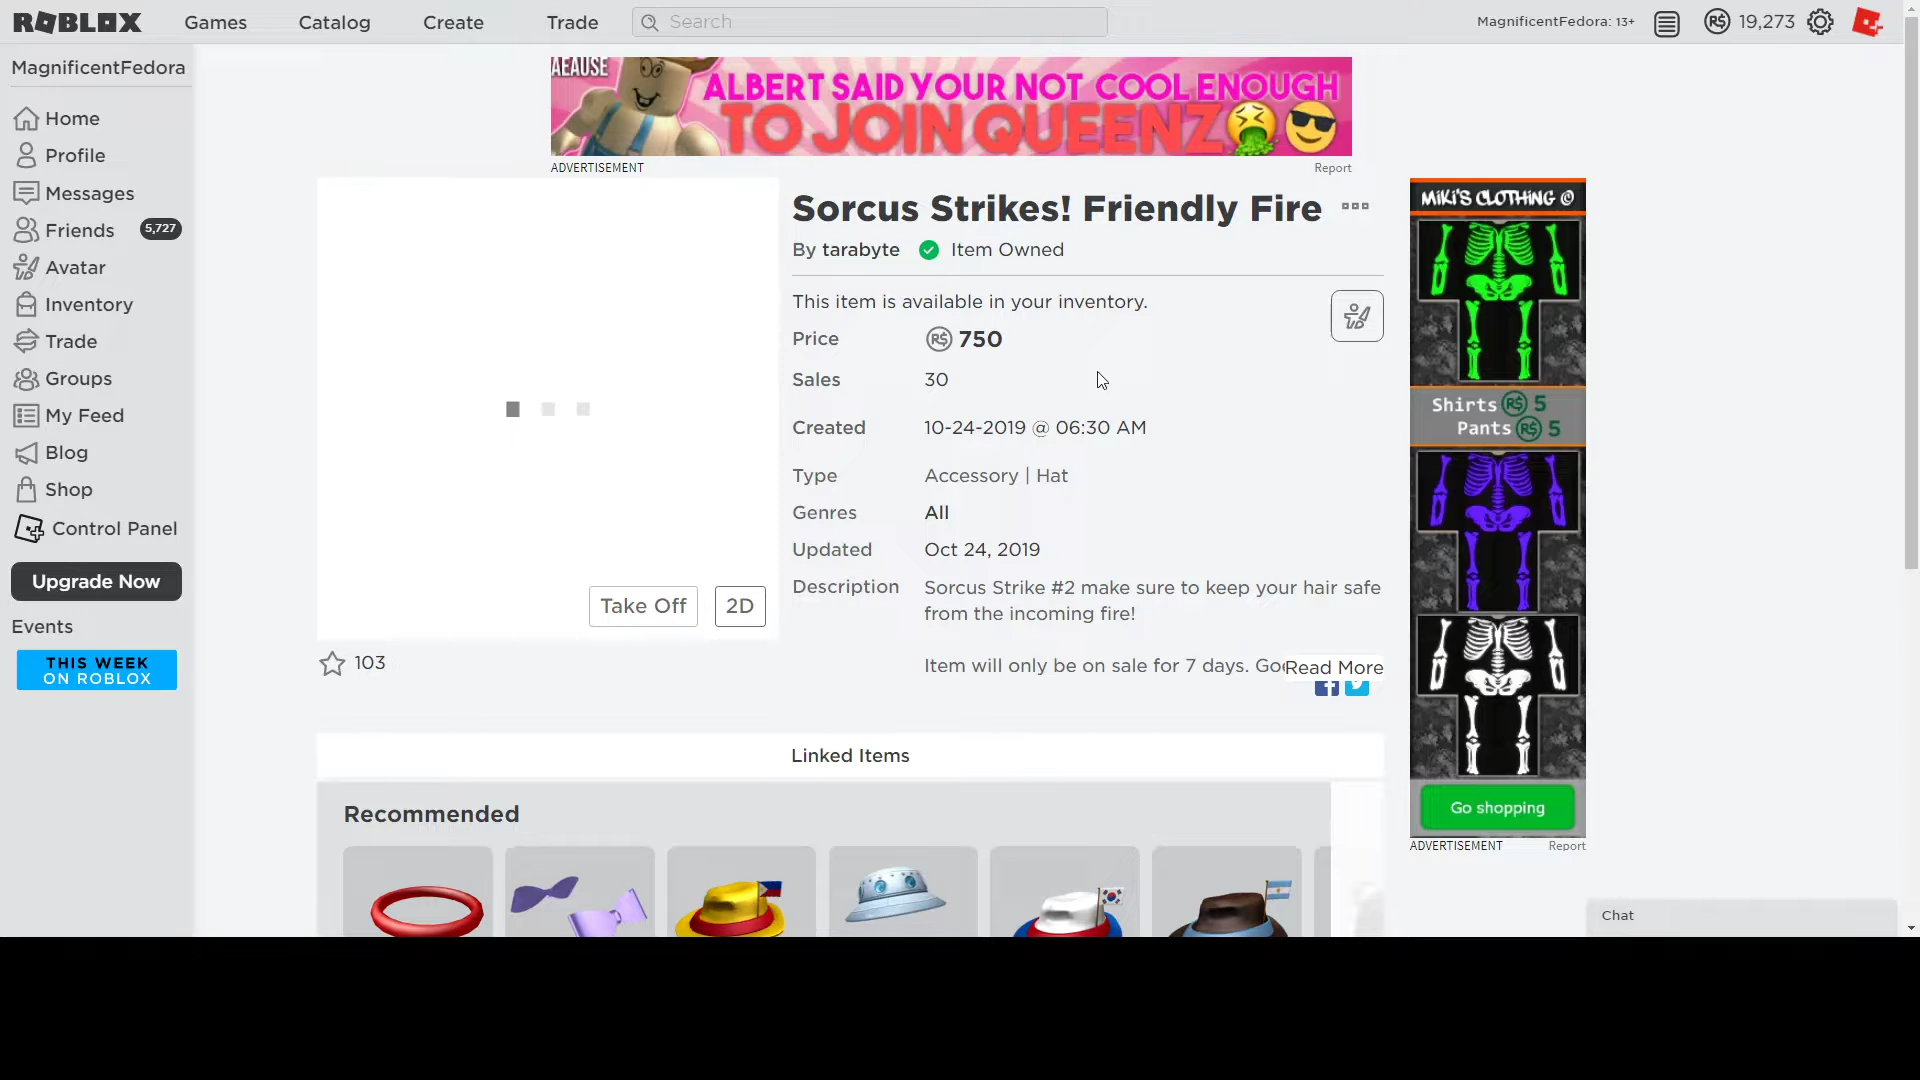 ROBLOX
Games
Catalog
Create
Trade
Search
MagnificentFedora: 13+
R$ 19,273
MagnificentFedora
Home
Profile
Messages
Friends
5,727
Avatar
Inventory
Trade
Groups
My Feed
Blog
Shop
Control Panel
Upgrade Now
Events
THIS WEEK
ON ROBLOX
AEAUSE
ALBERT SAID YOUR NOT COOL ENOUGH
TO JOIN QUEENZ
ADVERTISEMENT
Report
Take Off
2D
103
Sorcus Strikes! Friendly Fire
By tarabyte
Item Owned
This item is available in your inventory.
Price
R$ 750
Sales
30
Created
10-24-2019 @ 06:30 AM
Type
Accessory | Hat
Genres
All
Updated
Oct 24, 2019
Description
Sorcus Strike #2 make sure to keep your hair safe
from the incoming fire!
Item will only be on sale for 7 days. Go
Read More
Linked Items
Recommended
MIKI'S CLOTHING ©
Shirts R$ 5
Pants R$ 5
Go shopping
ADVERTISEMENT
Report
Chat